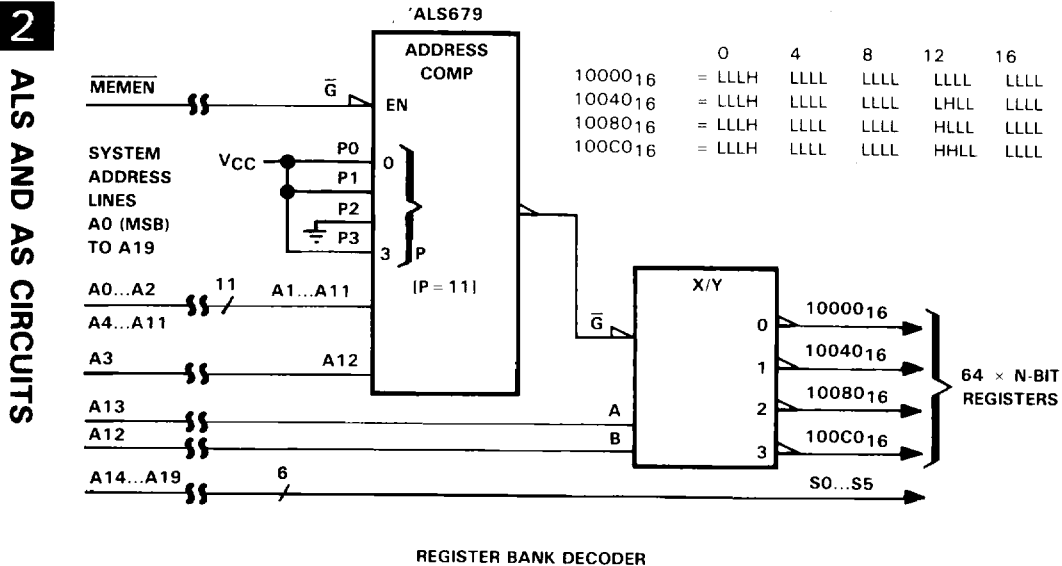 2
ALS AND AS CIRCUITS
'ALS679
ADDRESS
COMP
MEMEN
G
EN
0 4 8 12 16
10000₁₆ = LLLH LLLL LLLL LLLL LLLL
10040₁₆ = LLLH LLLL LLLL LHLL LLLL
10080₁₆ = LLLH LLLL LLLL HLLL LLLL
100C0₁₆ = LLLH LLLL LLLL HHLL LLLL
SYSTEM
ADDRESS
LINES
A0 (MSB)
TO A19
VCC
P0
P1
P2
P3
0
3
P
[P = 11]
A0...A2
11
A1...A11
A4...A11
A3
A12
X/Y
G
0
1
2
3
10000₁₆
10040₁₆
10080₁₆
100C0₁₆
64 × N-BIT
REGISTERS
A13
A
A12
B
A14...A19
6
S0...S5
REGISTER BANK DECODER